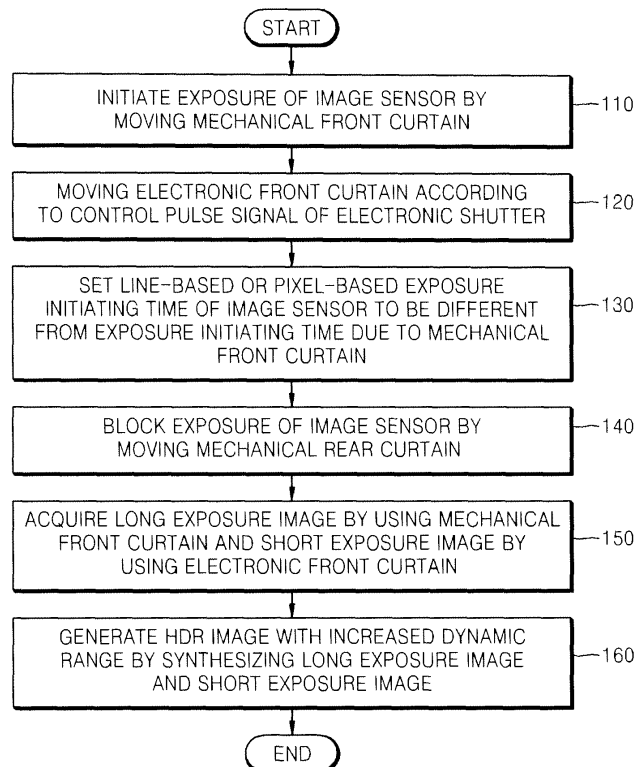 START
INITIATE EXPOSURE OF IMAGE SENSOR BY
MOVING MECHANICAL FRONT CURTAIN
110
MOVING ELECTRONIC FRONT CURTAIN ACCORDING
TO CONTROL PULSE SIGNAL OF ELECTRONIC SHUTTER
120
SET LINE-BASED OR PIXEL-BASED EXPOSURE
INITIATING TIME OF IMAGE SENSOR TO BE DIFFERENT
FROM EXPOSURE INITIATING TIME DUE TO MECHANICAL
FRONT CURTAIN
130
BLOCK EXPOSURE OF IMAGE SENSOR BY
MOVING MECHANICAL REAR CURTAIN
140
ACQUIRE LONG EXPOSURE IMAGE BY USING MECHANICAL
FRONT CURTAIN AND SHORT EXPOSURE IMAGE BY
USING ELECTRONIC FRONT CURTAIN
150
GENERATE HDR IMAGE WITH INCREASED DYNAMIC
RANGE BY SYNTHESIZING LONG EXPOSURE IMAGE
AND SHORT EXPOSURE IMAGE
160
END